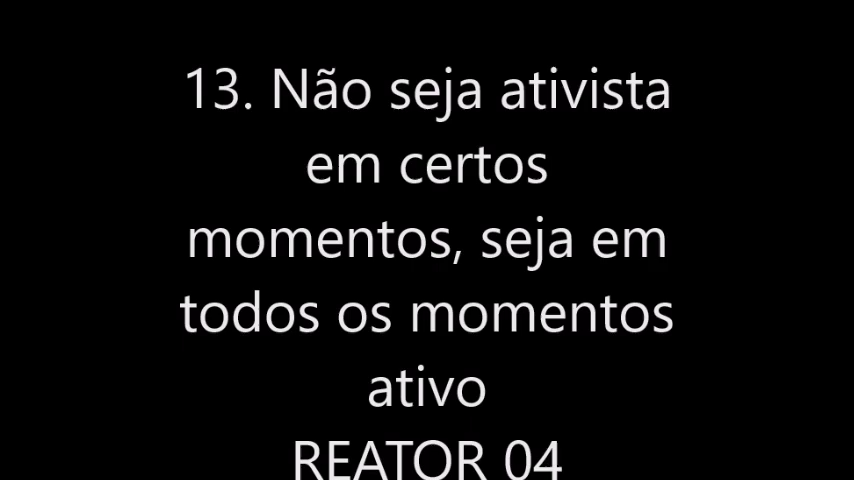 13. Não seja ativista
em certos
momentos, seja em
todos os momentos
ativo
REATOR 04